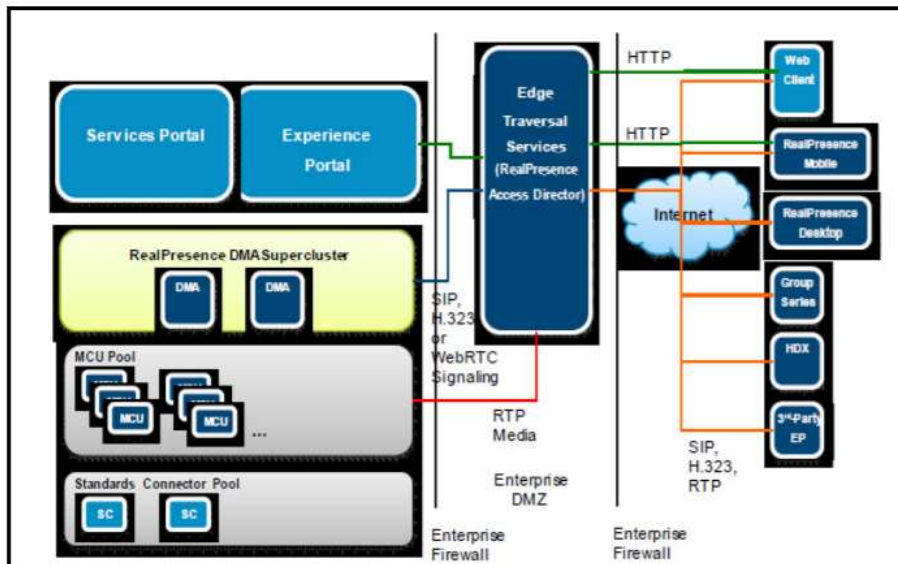 Services Portal
Experience
Portal
RealPresence DMASupercluster
DMA
DMA
MCU Pool
MCU
MCU
...
Standards Connector Pool
SC
SC
SIP,
H.323
or
WebRTC
Signaling
RTP
Media
Enterprise
DMZ
Enterprise
Firewall
Edge
Traversal
Services
(RealPresence
Access Director)
HTTP
HTTP
Internet
SIP,
H.323,
RTP
Enterprise
Firewall
Web
Client
RealPresence
Mobile
RealPresence
Desktop
Group
Series
HDX
3rd-Party
EP